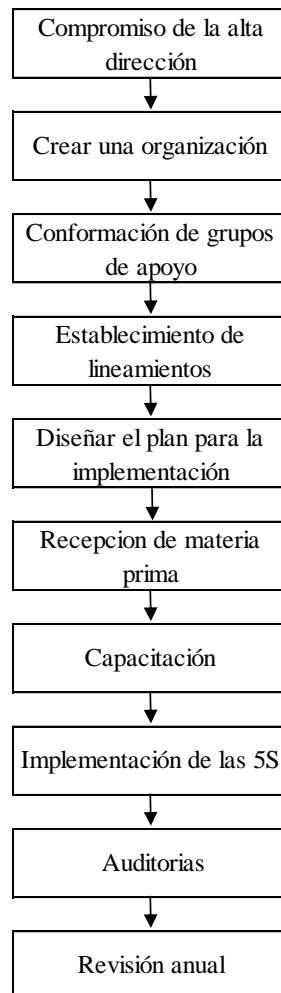 Compromiso de la alta
dirección
Crear una organización
Conformación de grupos
de apoyo
Establecimiento de
lineamientos
Diseñar el plan para la
implementación
Recepcion de materia
prima
Capacitación
Implementación de las 5S
Auditorias
Revisión anual